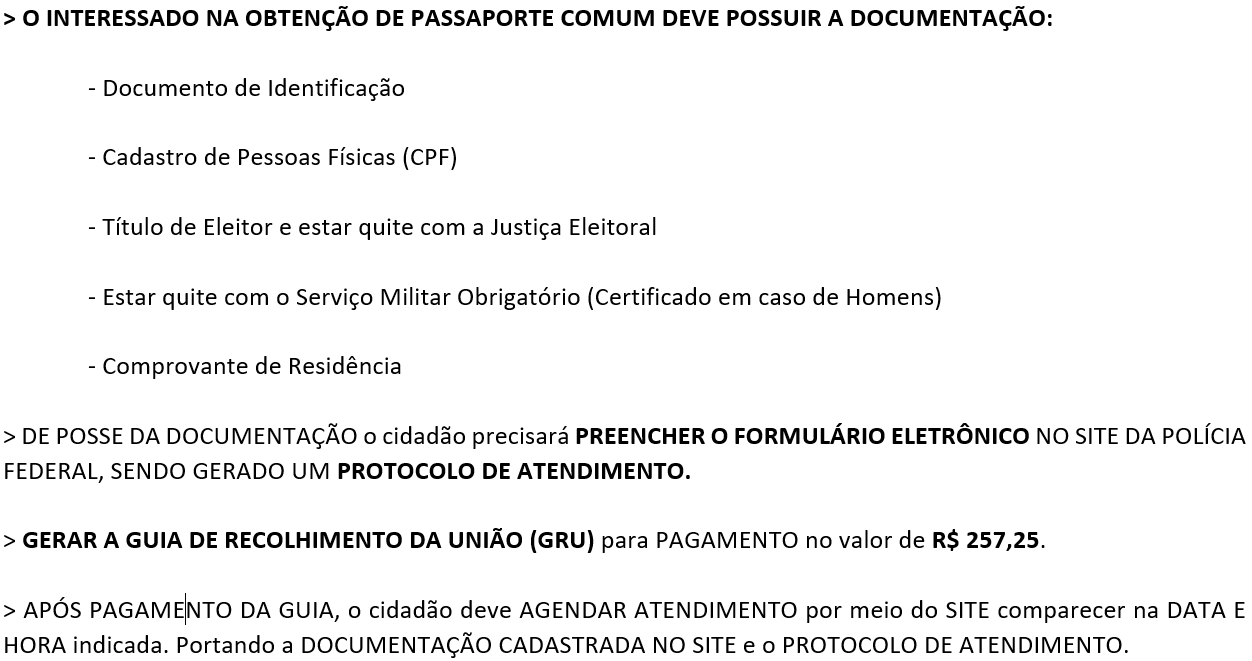 > O INTERESSADO NA OBTENÇÃO DE PASSAPORTE COMUM DEVE POSSUIR A DOCUMENTAÇÃO:
- Documento de Identificação
- Cadastro de Pessoas Físicas (CPF)
- Título de Eleitor e estar quite com a Justiça Eleitoral
- Estar quite com o Serviço Militar Obrigatório (Certificado em caso de Homens)
- Comprovante de Residência
> DE POSSE DA DOCUMENTAÇÃO o cidadão precisará PREENCHER O FORMULÁRIO ELETRÔNICO NO SITE DA POLÍCIA
FEDERAL, SENDO GERADO UM PROTOCOLO DE ATENDIMENTO.
> GERAR A GUIA DE RECOLHIMENTO DA UNIÃO (GRU) para PAGAMENTO no valor de R$ 257,25.
> APÓS PAGAMENTO DA GUIA, o cidadão deve AGENDAR ATENDIMENTO por meio do SITE comparecer na DATA E
HORA indicada. Portando a DOCUMENTAÇÃO CADASTRADA NO SITE e o PROTOCOLO DE ATENDIMENTO.